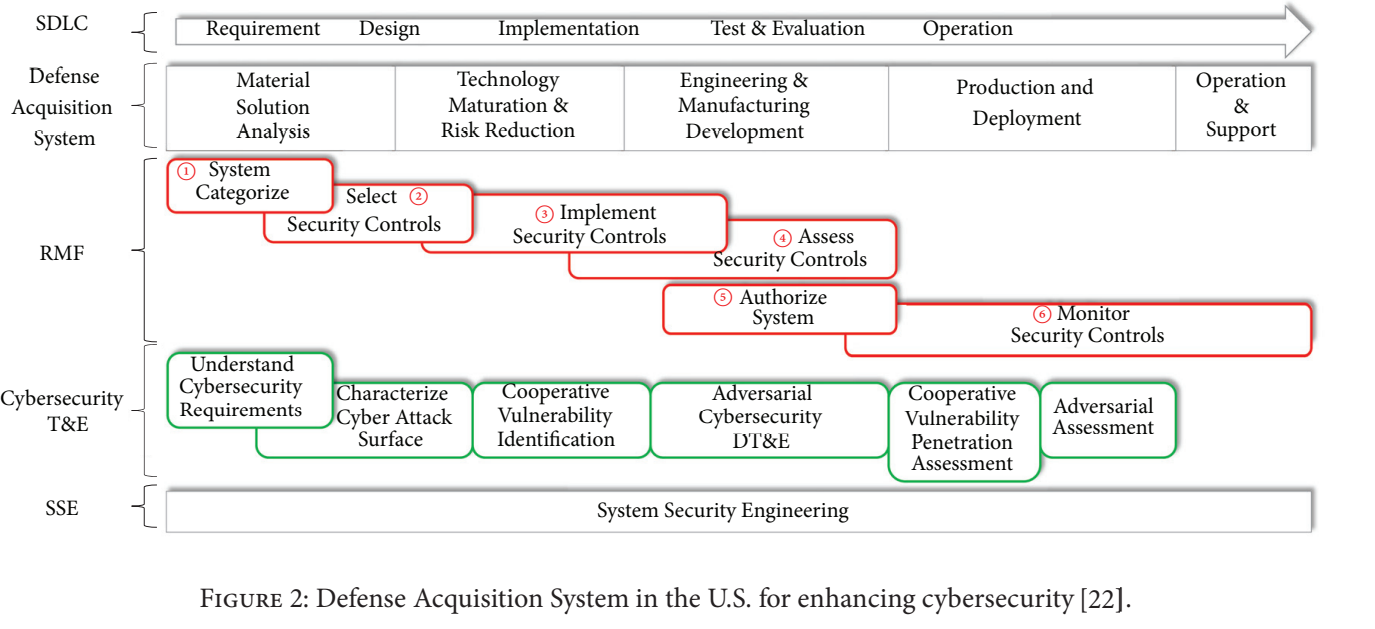 SDLC
Requirement Design Implementation Test & Evaluation Operation
Defense
Acquisition
System
Material
Solution
Analysis
Technology
Maturation &
Risk Reduction
Engineering &
Manufacturing
Development
Production and
Deployment
Operation
&
Support
RMF
① System
Categorize
Select ②
Security Controls
③ Implement
Security Controls
④ Assess
Security Controls
⑤ Authorize
System
⑥ Monitor
Security Controls
Cybersecurity
T&E
Understand
Cybersecurity
Requirements
Characterize
Cyber Attack
Surface
Cooperative
Vulnerability
Identification
Adversarial
Cybersecurity
DT&E
Cooperative
Vulnerability
Penetration
Assessment
Adversarial
Assessment
SSE
System Security Engineering
Figure 2: Defense Acquisition System in the U.S. for enhancing cybersecurity [22].